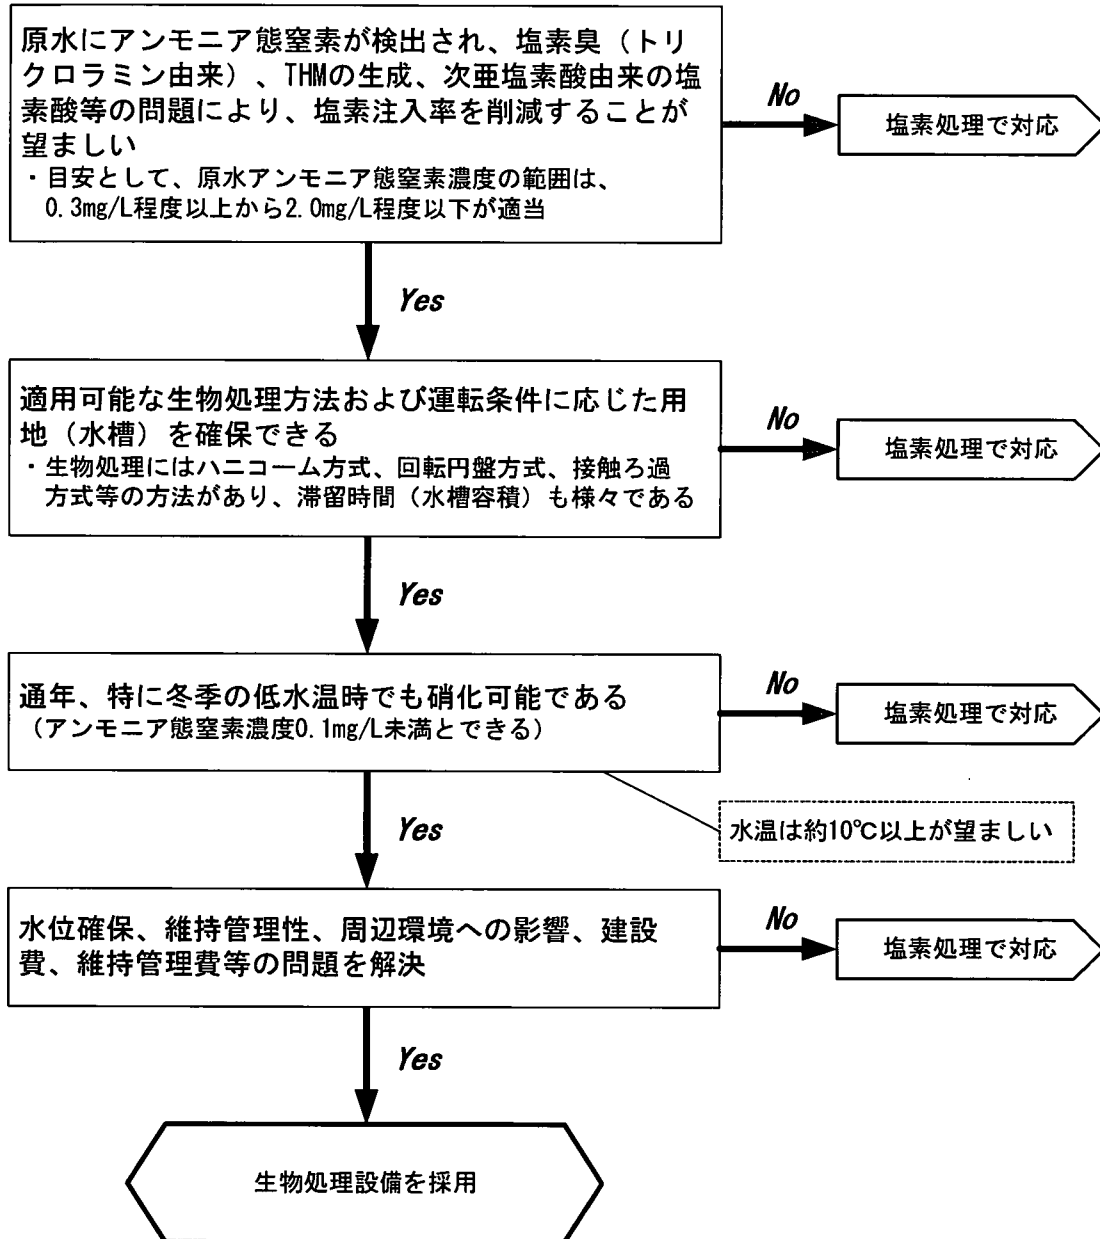 原水にアンモニア態窒素が検出され、塩素臭（トリ
クロラミン由来）、THMの生成、次亜塩素酸由来の塩
素酸等の問題により、塩素注入率を削減することが
望ましい
・目安として、原水アンモニア態窒素濃度の範囲は、
0.3mg/L程度以上から2.0mg/L程度以下が適当
No
塩素処理で対応
Yes
適用可能な生物処理方法および運転条件に応じた用
地（水槽）を確保できる
・生物処理にはハニコーム方式、回転円盤方式、接触ろ過
方式等の方法があり、滞留時間（水槽容積）も様々である
No
塩素処理で対応
Yes
通年、特に冬季の低水温時でも硝化可能である
（アンモニア態窒素濃度0.1mg/L未満とできる）
No
塩素処理で対応
水温は約10℃以上が望ましい
Yes
水位確保、維持管理性、周辺環境への影響、建設
費、維持管理費等の問題を解決
No
塩素処理で対応
Yes
生物処理設備を採用